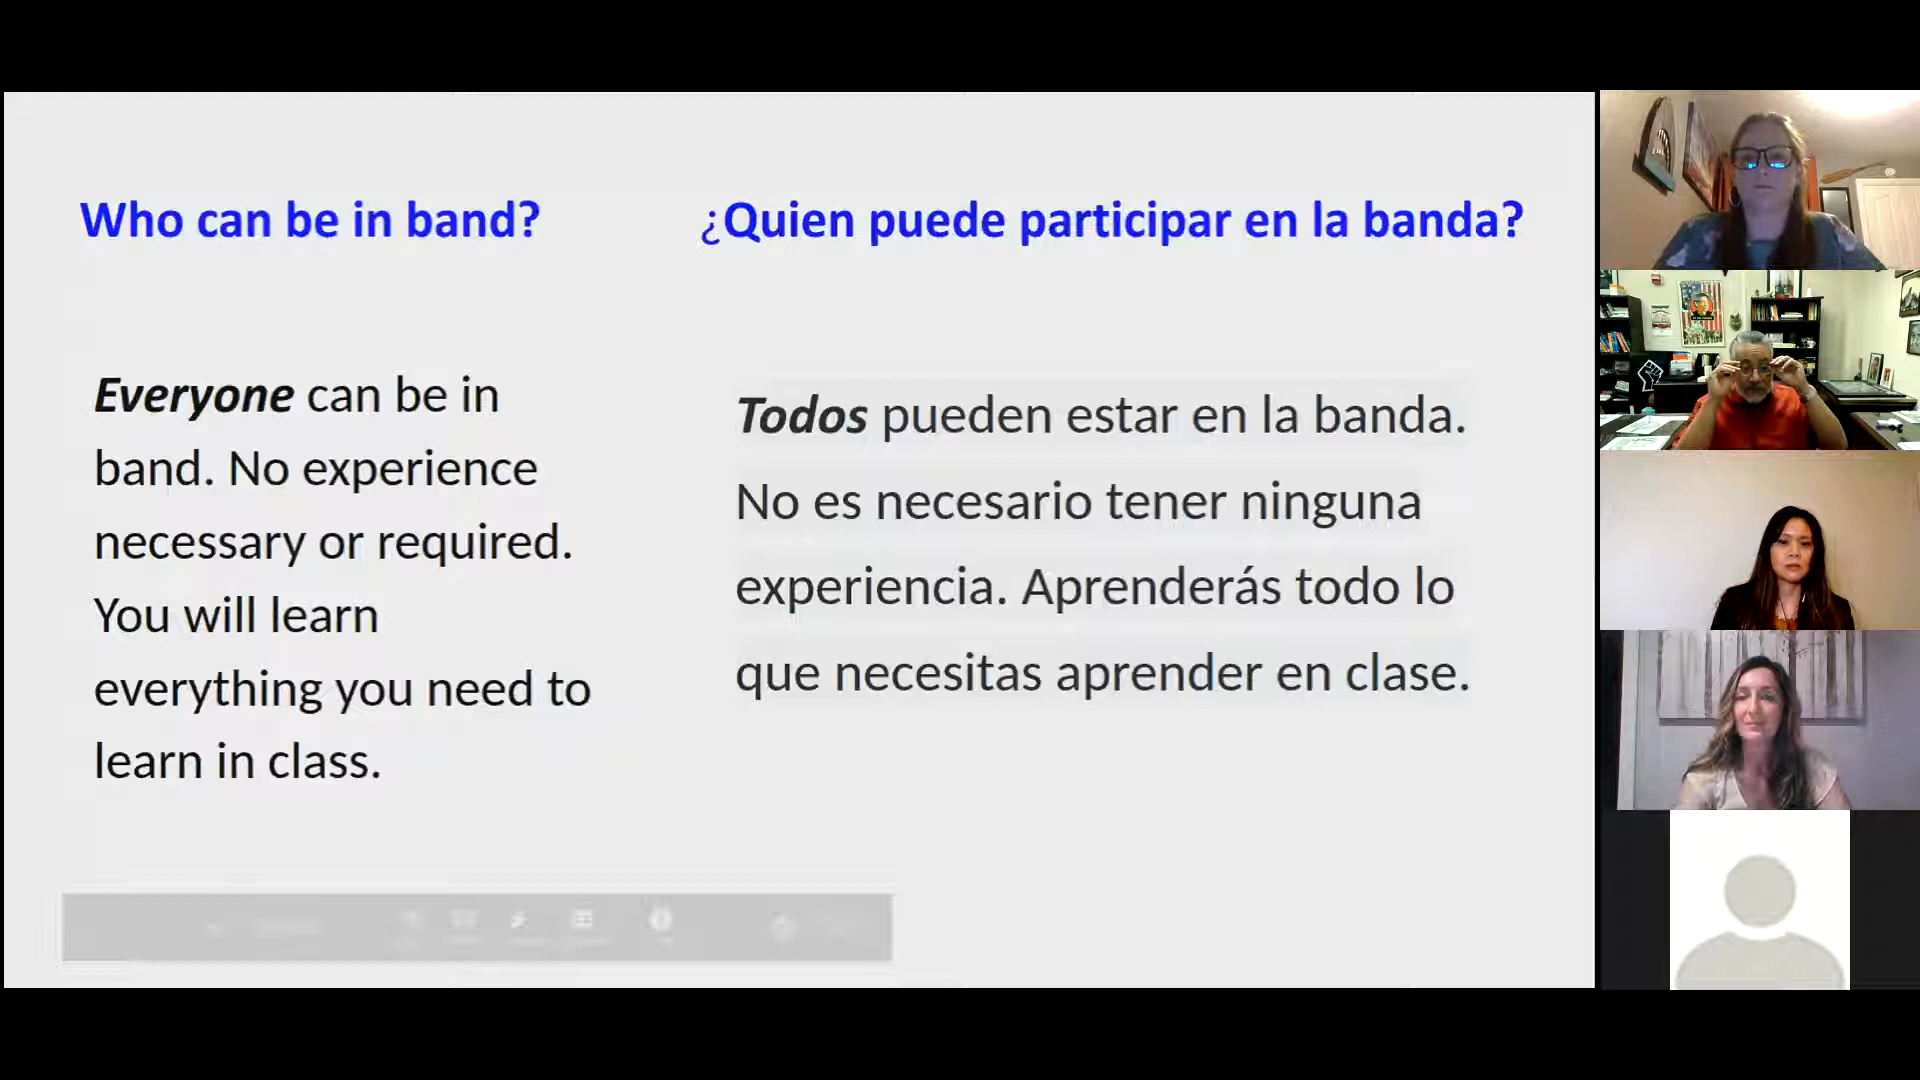 Who can be in band?
¿Quien puede participar en la banda?
Everyone can be in
band. No experience
necessary or required.
You will learn
everything you need to
learn in class.
Todos pueden estar en la banda.
No es necesario tener ninguna
experiencia. Aprenderás todo lo
que necesitas aprender en clase.